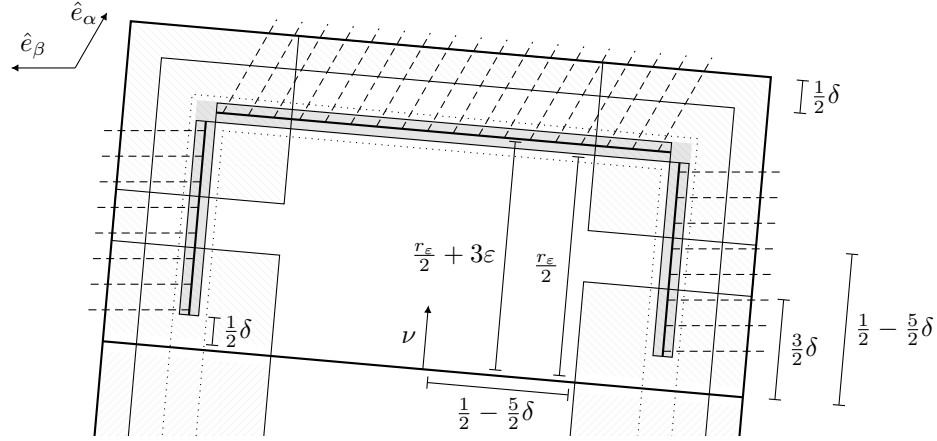 ê_α
ê_β
½δ
r_ε/2 + 3ε
r_ε/2
½δ
ν
3/2 δ
1/2 − 5/2 δ
1/2 − 5/2 δ